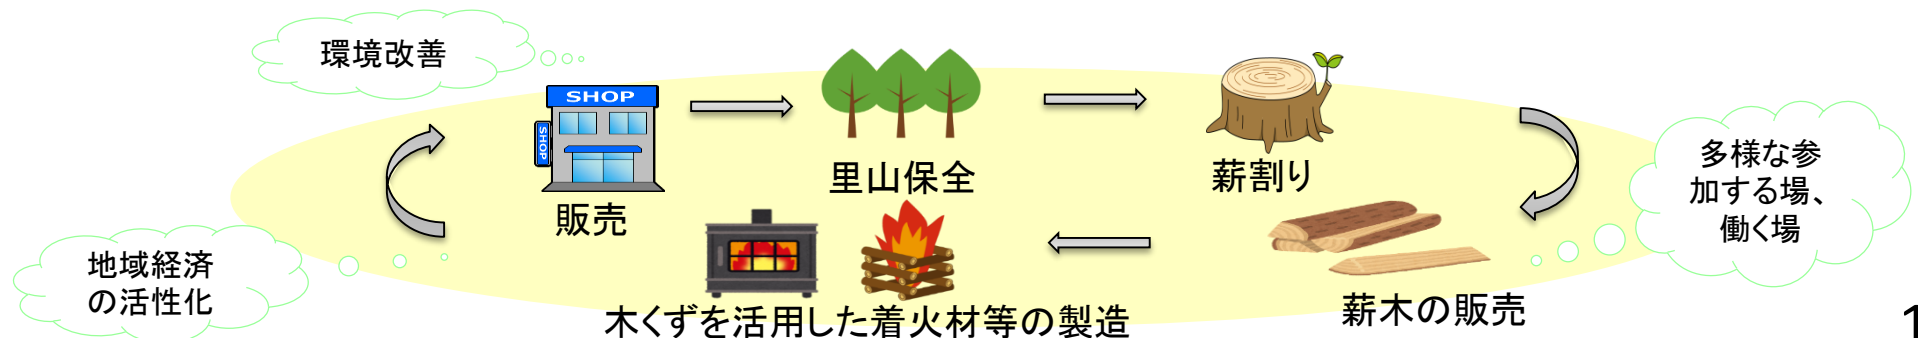 環境改善
SHOP
SHOP
販売
里山保全
薪割り
多様な参
加する場、
働く場
薪木の販売
木くずを活用した着火材等の製造
地域経済
の活性化
1